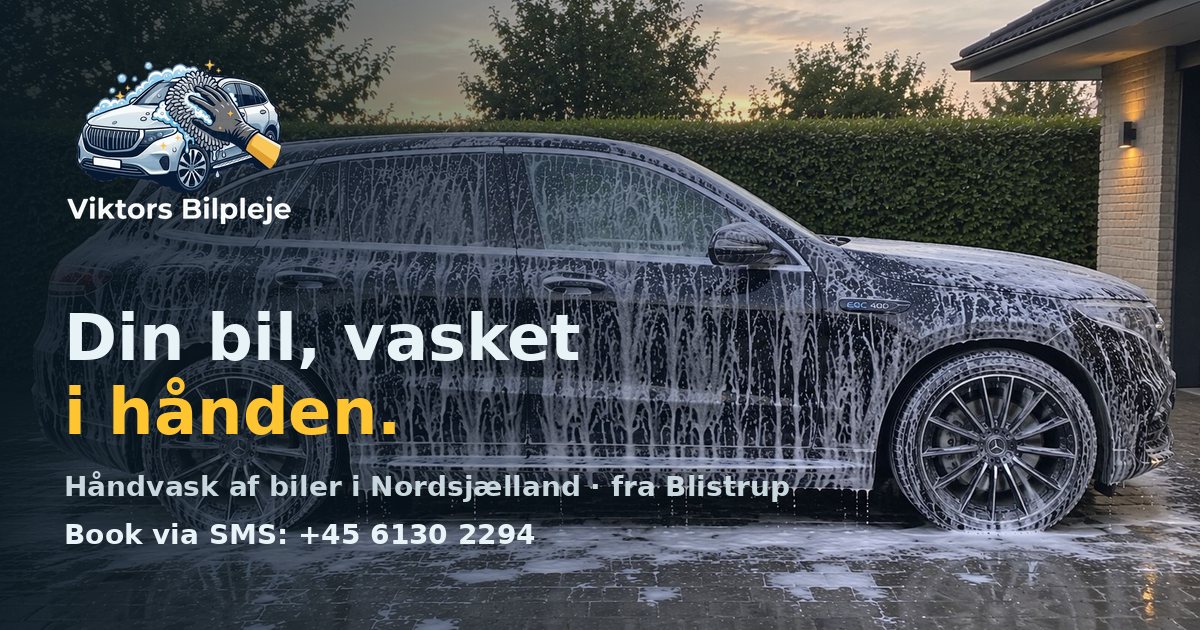 Viktors Bilpleje
EQC 400
Din bil, vasket
i hånden.
Håndvask af biler i Nordsjælland · fra Blistrup
Book via SMS: +45 6130 2294